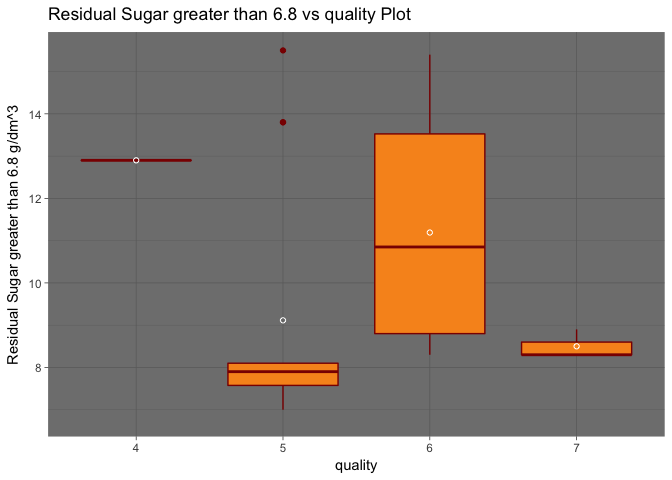 Residual Sugar greater than 6.8 vs quality Plot
Residual Sugar greater than 6.8 g/dm^3
14
12
10
8
4 5 6 7
quality